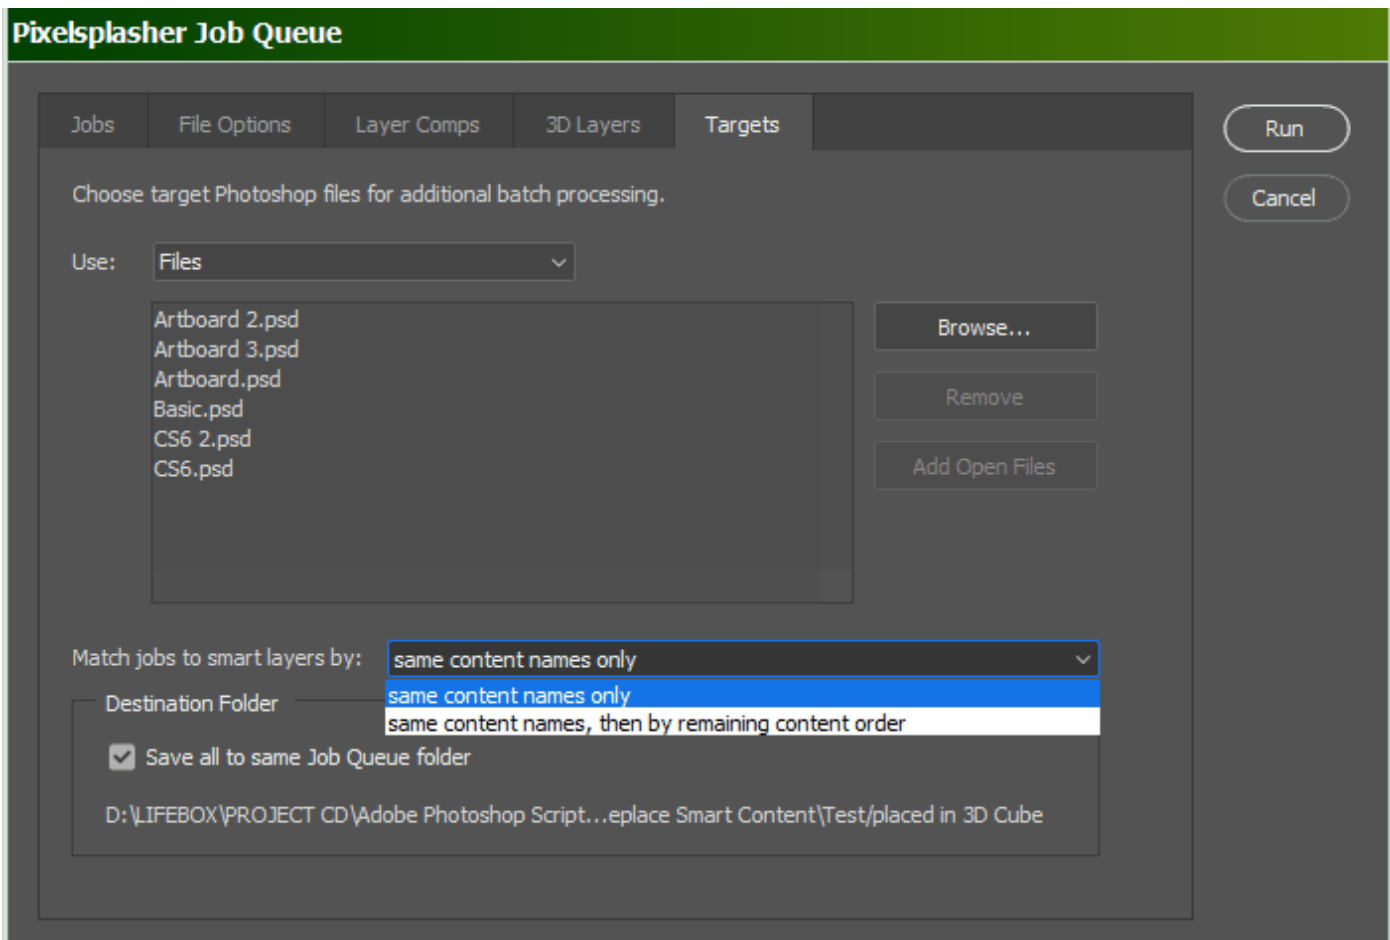 Pixelsplasher Job Queue
Jobs File Options Layer Comps 3D Layers Targets
Run
Cancel
Choose target Photoshop files for additional batch processing.
Use: Files
Artboard 2.psd
Artboard 3.psd
Artboard.psd
Basic.psd
CS6 2.psd
CS6.psd
Browse...
Remove
Add Open Files
Match jobs to smart layers by: same content names only
same content names only
same content names, then by remaining content order
Destination Folder
Save all to same Job Queue folder
D:\LIFEBOX\PROJECT CD\Adobe Photoshop Script...eplace Smart Content\Test/placed in 3D Cube